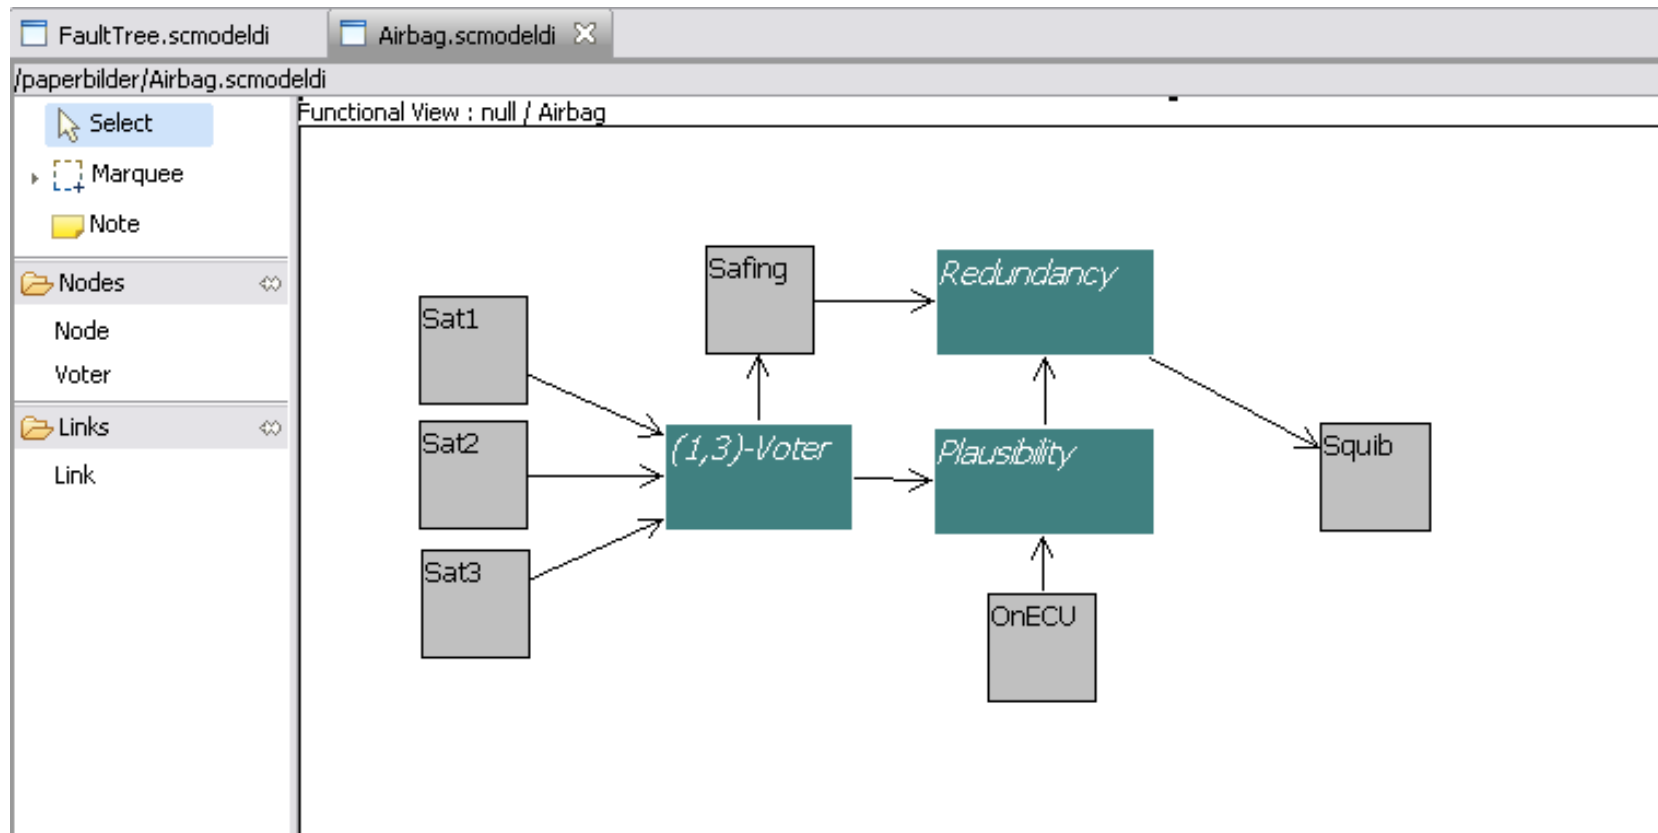 FaultTree.scmodeldi
Airbag.scmodeldi
/paperbilder/Airbag.scmodeldi
Select
Marquee
Note
Nodes
Node
Voter
Links
Link
Functional View : null / Airbag
Sat1
Sat2
Sat3
Safing
(1,3)-Voter
Redundancy
Plausibility
OnECU
Squib